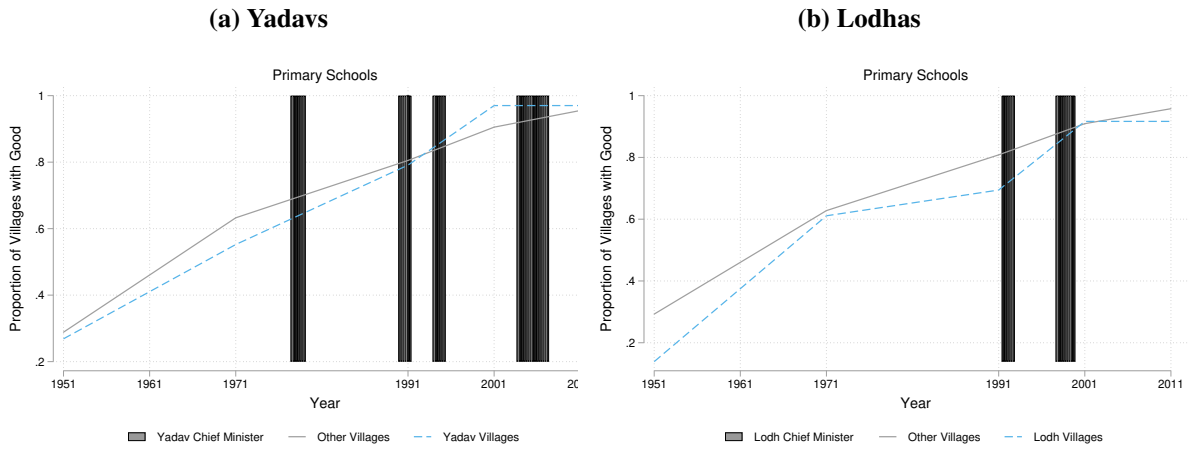 (a) Yadavs
Primary Schools
Proportion of Villages with Good
1
.8
.6
.4
.2
1951 1961 1971 1991 2001 20
Year
Yadav Chief Minister Other Villages Yadav Villages
(b) Lodhas
Primary Schools
Proportion of Villages with Good
1
.8
.6
.4
.2
1951 1961 1971 1991 2001 2011
Year
Lodh Chief Minister Other Villages Lodh Villages